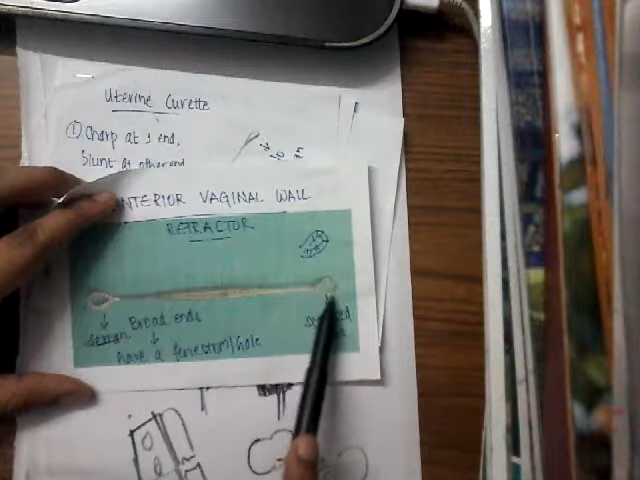 Uterine Curette
① Sharp at 1 end,
Blunt at other end
ANTERIOR VAGINAL WALL
RETRACTOR
Broad ends
have a fenestrum/hole